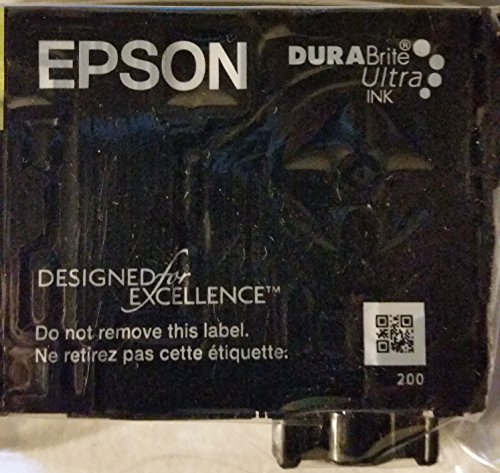 EPSON
DURABrite®
Ultra
INK
DESIGNED for
EXCELLENCE™
Do not remove this label.
Ne retirez pas cette étiquette.
200